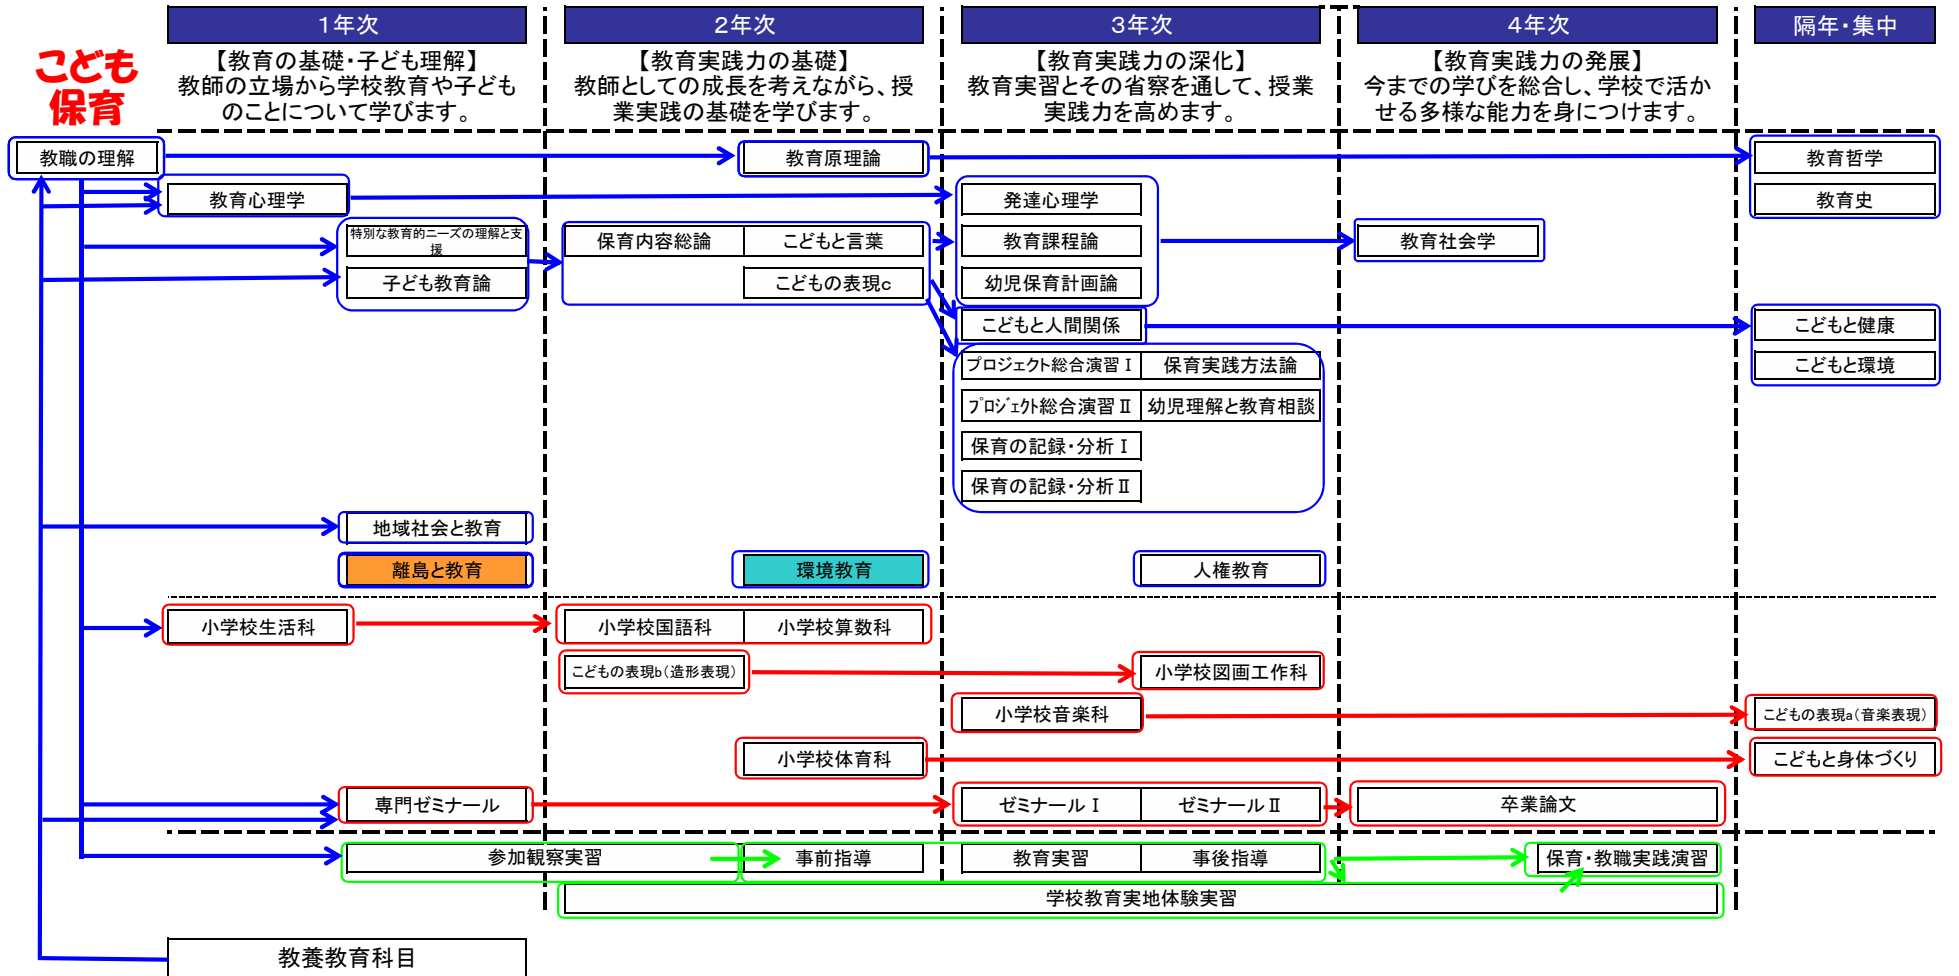 １年次
２年次
３年次
４年次
隔年・集中
こども
保育
【教育の基礎・子ども理解】
教師の立場から学校教育や子ども
のことについて学びます。
【教育実践力の基礎】
教師としての成長を考えながら、授
業実践の基礎を学びます。
【教育実践力の深化】
教育実習とその省察を通して、授業
実践力を高めます。
【教育実践力の発展】
今までの学びを総合し、学校で活か
せる多様な能力を身につけます。
教職の理解
教育原理論
教育哲学
教育心理学
発達心理学
教育史
特別な教育的ニーズの理解と支
援
保育内容総論
こどもと言葉
教育課程論
教育社会学
子ども教育論
こどもの表現c
幼児保育計画論
こどもと人間関係
こどもと健康
プロジェクト総合演習Ⅰ
保育実践方法論
こどもと環境
プロジェクト総合演習Ⅱ
幼児理解と教育相談
保育の記録・分析Ⅰ
保育の記録・分析Ⅱ
地域社会と教育
離島と教育
環境教育
人権教育
小学校生活科
小学校国語科
小学校算数科
こどもの表現b（造形表現）
小学校図画工作科
小学校音楽科
こどもの表現a（音楽表現）
小学校体育科
こどもと身体づくり
専門ゼミナール
ゼミナールⅠ
ゼミナールⅡ
卒業論文
参加観察実習
事前指導
教育実習
事後指導
保育・教職実践演習
学校教育実地体験実習
教養教育科目